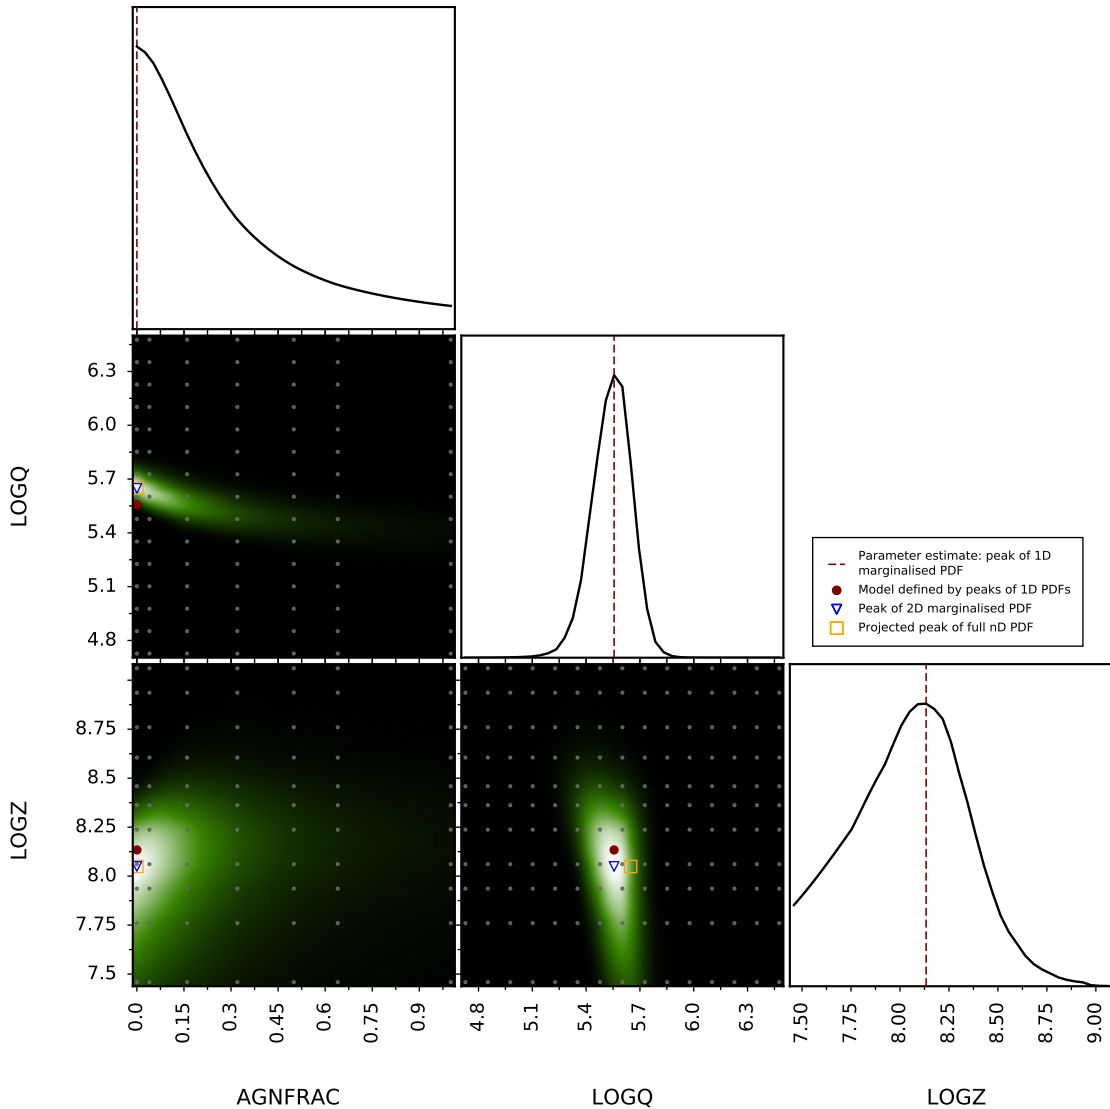 6.3
6.0
5.7
5.4
5.1
4.8
LOGQ
Parameter estimate: peak of 1D
marginalised PDF
Model defined by peaks of 1D PDFs
Peak of 2D marginalised PDF
Projected peak of full nD PDF
8.75
8.5
8.25
8.0
7.75
7.5
LOGZ
0.0 0.15 0.3 0.45 0.6 0.75 0.9
4.8 5.1 5.4 5.7 6.0 6.3
7.50 7.75 8.00 8.25 8.50 8.75 9.00
AGNFRAC LOGQ LOGZ